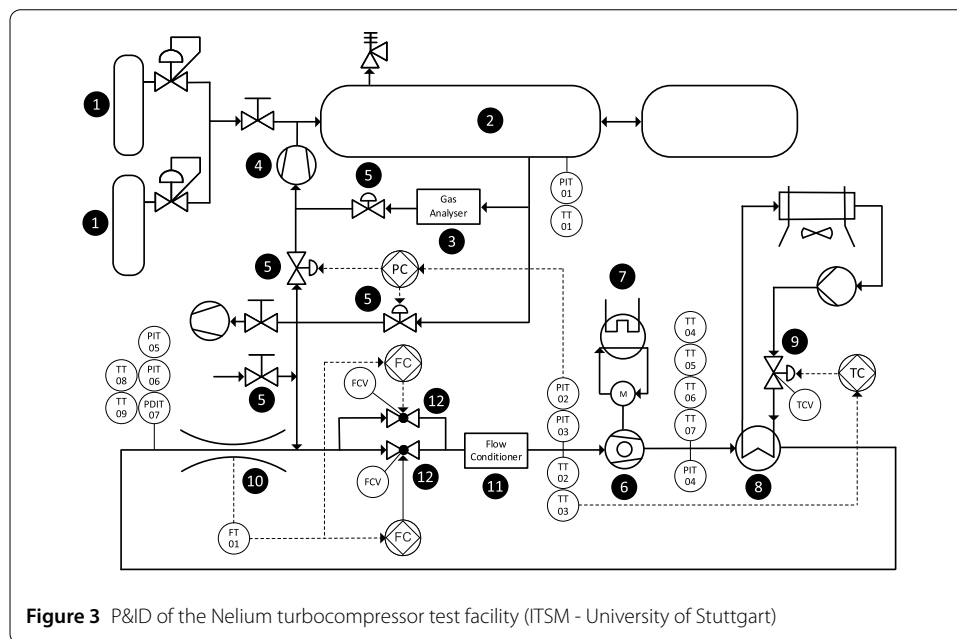 1
2
4
5
Gas
Analyser
PIT
01
1
3
TT
01
5
PC
5
7
PIT
05
TT
04
9
TT
08
PIT
06
FC
TT
05
TC
FCV
12
PIT
02
M
TT
06
TCV
TT
09
PDIT
07
5
PIT
03
TT
07
Flow
Conditioner
10
FCV
12
11
TT
02
6
PIT
04
8
TT
03
FT
01
FC
Figure 3 P&ID of the Nelium turbocompressor test facility (ITSM - University of Stuttgart)